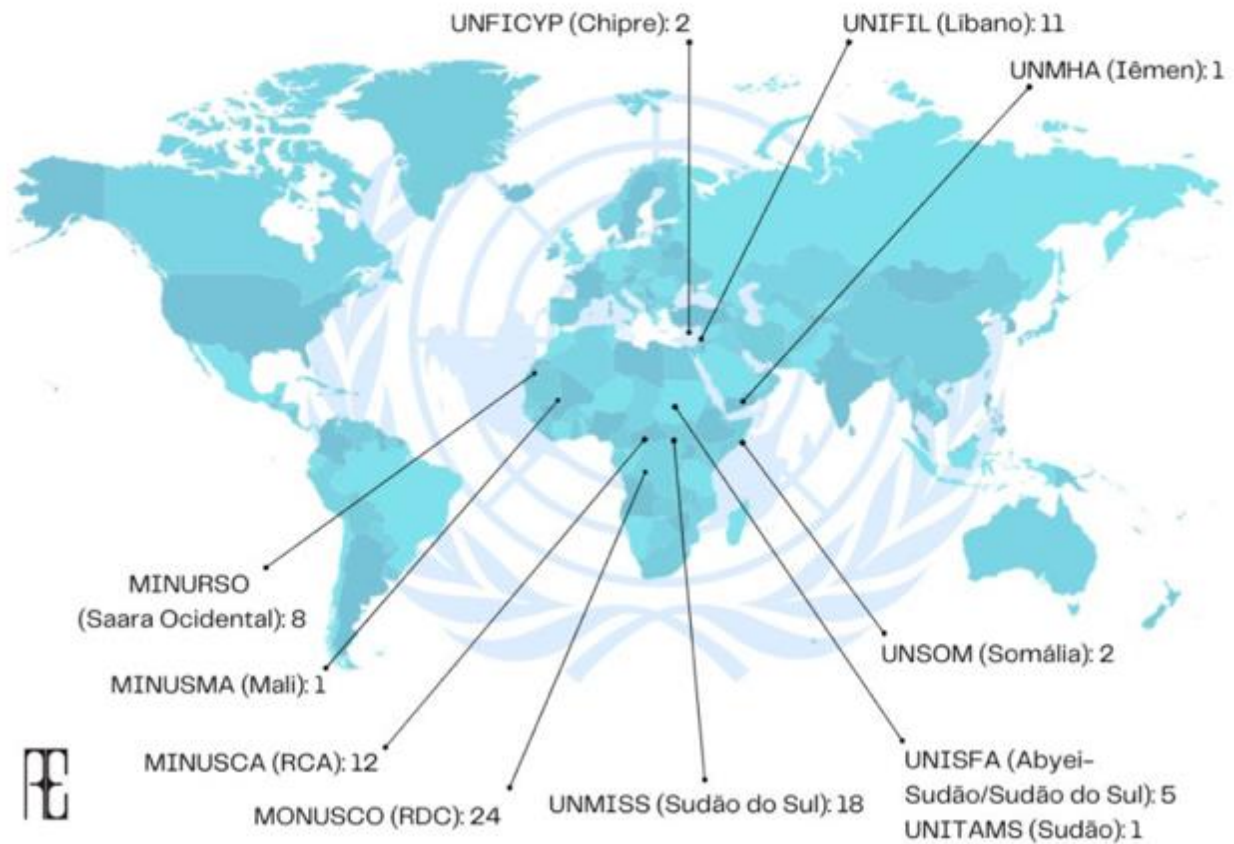 UNFICYP (Chipre): 2
UNIFIL (Líbano): 11
UNMHA (Iêmen): 1
MINURSO
(Saara Ocidental): 8
UNSOM (Somália): 2
MINUSMA (Mali): 1
MINUSCA (RCA): 12
UNISFA (Abyei-
Sudão/Sudão do Sul): 5
UNITAMS (Sudão): 1
UNMISS (Sudão do Sul): 18
MONUSCO (RDC): 24